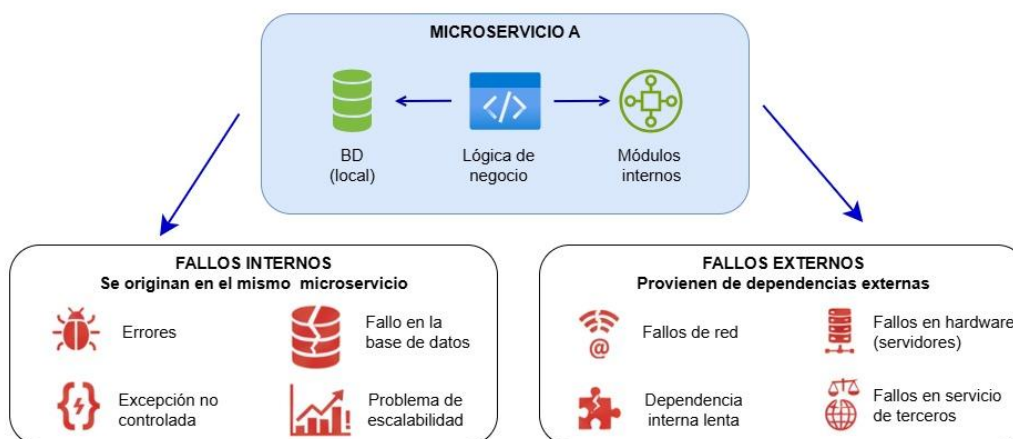 MICROSERVICIO A
BD
(local)
Lógica de
negocio
Módulos
internos
FALLOS INTERNOS
Se originan en el mismo microservicio
Errores
Fallo en la
base de datos
Excepción no
controlada
Problema de
escalabilidad
FALLOS EXTERNOS
Provienen de dependencias externas
Fallos de red
@
Fallos en hardware
(servidores)
Dependencia
interna lenta
Fallos en servicio
de terceros